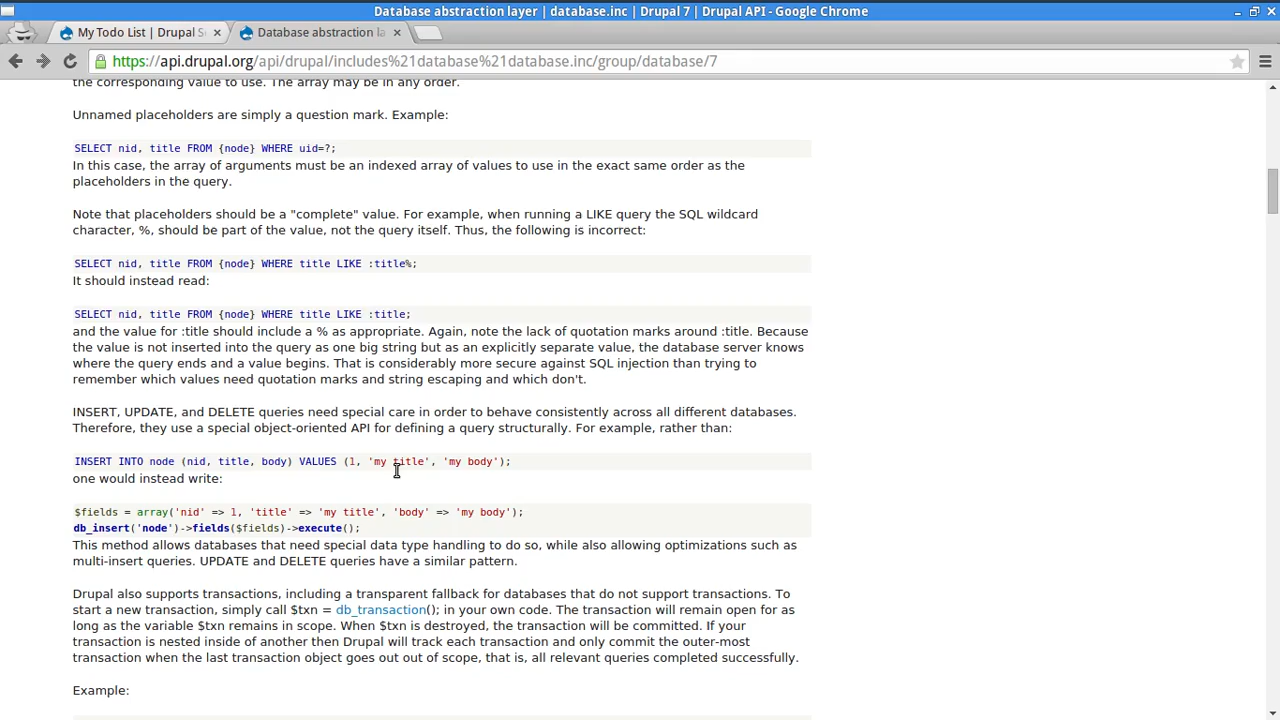 Database abstraction layer | database.inc | Drupal 7 | Drupal API - Google Chrome
My Todo List | Drupal S
Database abstraction la
https://api.drupal.org/api/drupal/includes%21database%21database.inc/group/database/7
the corresponding value to use. The array may be in any order.
Unnamed placeholders are simply a question mark. Example:
SELECT nid, title FROM {node} WHERE uid=?;
In this case, the array of arguments must be an indexed array of values to use in the exact same order as the
placeholders in the query.
Note that placeholders should be a "complete" value. For example, when running a LIKE query the SQL wildcard
character, %, should be part of the value, not the query itself. Thus, the following is incorrect:
SELECT nid, title FROM {node} WHERE title LIKE :title%;
It should instead read:
SELECT nid, title FROM {node} WHERE title LIKE :title;
and the value for :title should include a % as appropriate. Again, note the lack of quotation marks around :title. Because
the value is not inserted into the query as one big string but as an explicitly separate value, the database server knows
where the query ends and a value begins. That is considerably more secure against SQL injection than trying to
remember which values need quotation marks and string escaping and which don't.
INSERT, UPDATE, and DELETE queries need special care in order to behave consistently across all different databases.
Therefore, they use a special object-oriented API for defining a query structurally. For example, rather than:
INSERT INTO node (nid, title, body) VALUES (1, 'my title', 'my body');
one would instead write:
$fields = array('nid' => 1, 'title' => 'my title', 'body' => 'my body');
db_insert('node')->fields($fields)->execute();
This method allows databases that need special data type handling to do so, while also allowing optimizations such as
multi-insert queries. UPDATE and DELETE queries have a similar pattern.
Drupal also supports transactions, including a transparent fallback for databases that do not support transactions. To
start a new transaction, simply call $txn = db_transaction(); in your own code. The transaction will remain open for as
long as the variable $txn remains in scope. When $txn is destroyed, the transaction will be committed. If your
transaction is nested inside of another then Drupal will track each transaction and only commit the outer-most
transaction when the last transaction object goes out out of scope, that is, all relevant queries completed successfully.
Example: